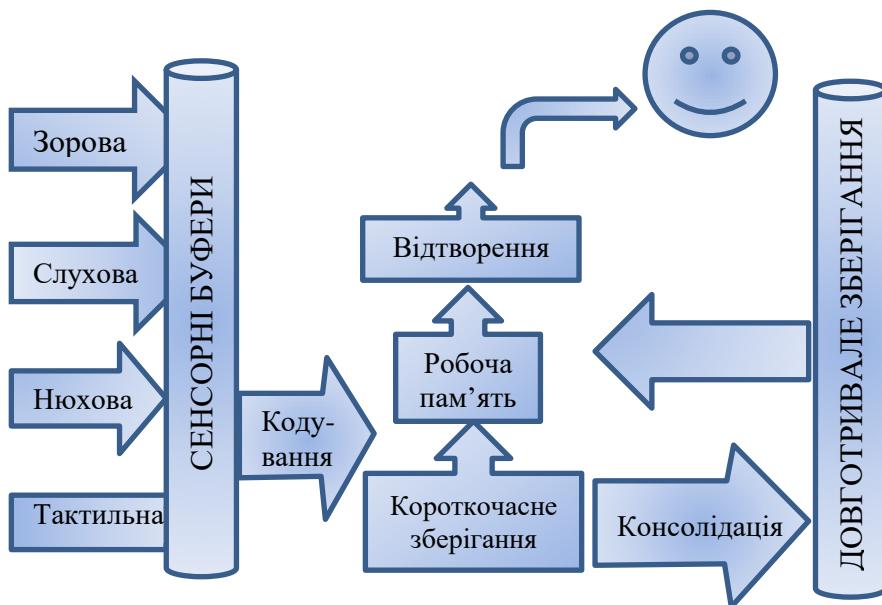 Зорова
Слухова
Нюхова
Тактильна
СЕНСОРНІ БУФЕРИ
Коду-
вання
Відтворення
Робоча
пам’ять
Короткочасне
зберігання
Консолідація
ДОВГОТРИВАЛЕ ЗБЕРІГАННЯ